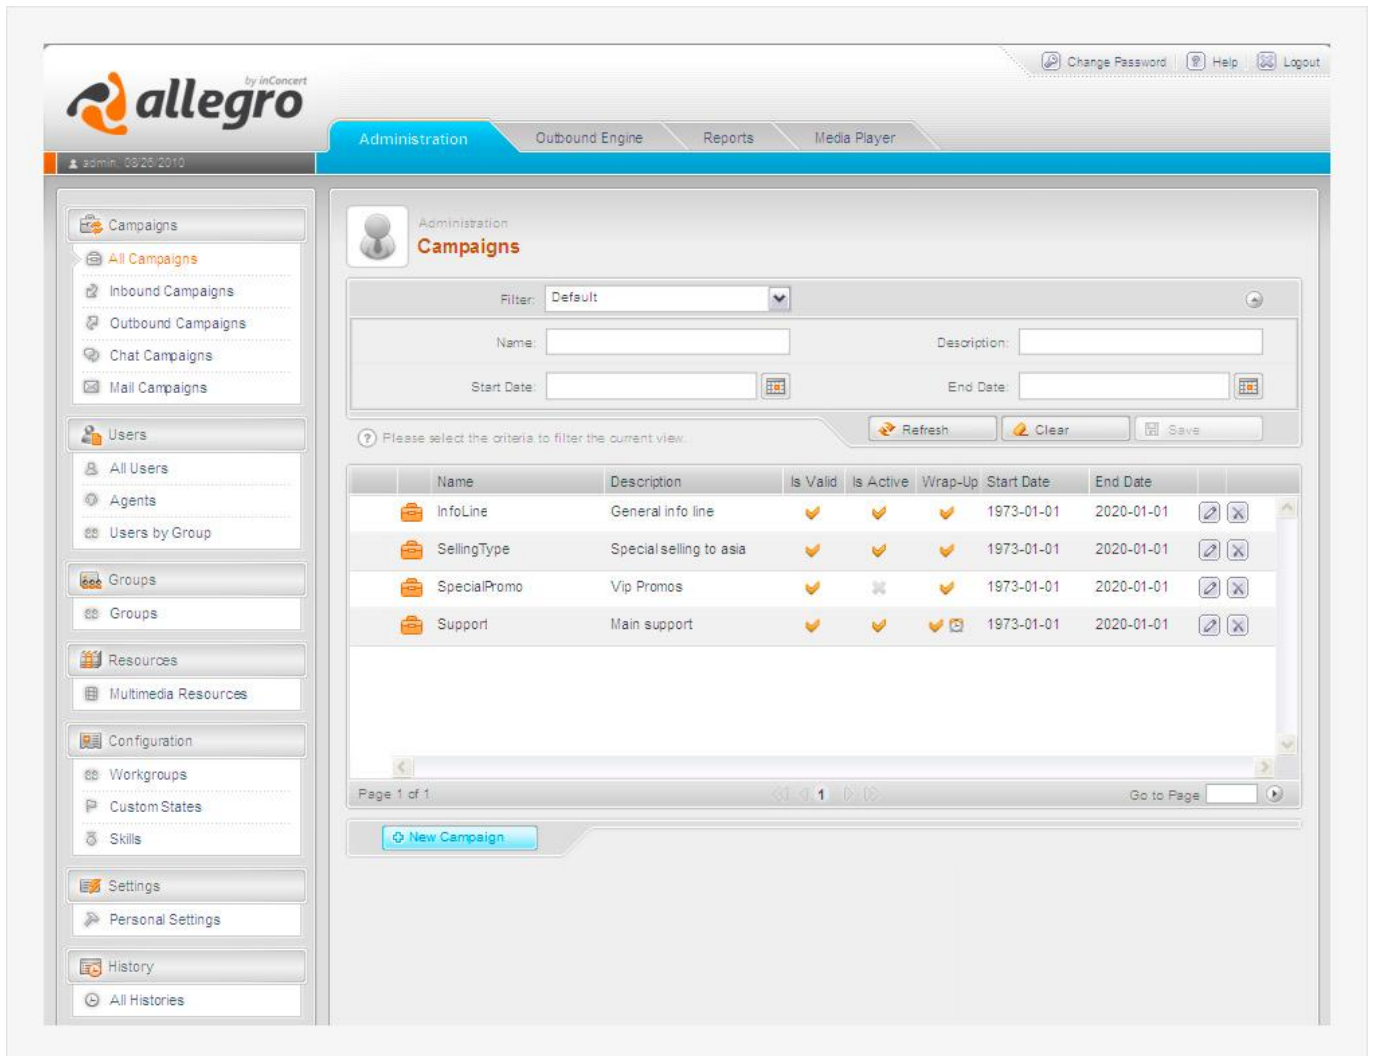 Change Password Help Logout
by inConcert
allegro
Administration Outbound Engine Reports Media Player
admin, 08/26/2010
Campaigns
All Campaigns
Inbound Campaigns
Outbound Campaigns
Chat Campaigns
Mail Campaigns
Users
All Users
Agents
Users by Group
Groups
Groups
Resources
Multimedia Resources
Configuration
Workgroups
Custom States
Skills
Settings
Personal Settings
History
All Histories
Administration
Campaigns
Filter: Default
Name: Description:
Start Date: End Date:
Please select the criteria to filter the current view.
Refresh Clear Save
Name Description Is Valid Is Active Wrap-Up Start Date End Date
InfoLine General info line 1973-01-01 2020-01-01
SellingType Special selling to asia 1973-01-01 2020-01-01
SpecialPromo Vip Promos 1973-01-01 2020-01-01
Support Main support 1973-01-01 2020-01-01
Page 1 of 1 1 Go to Page
New Campaign